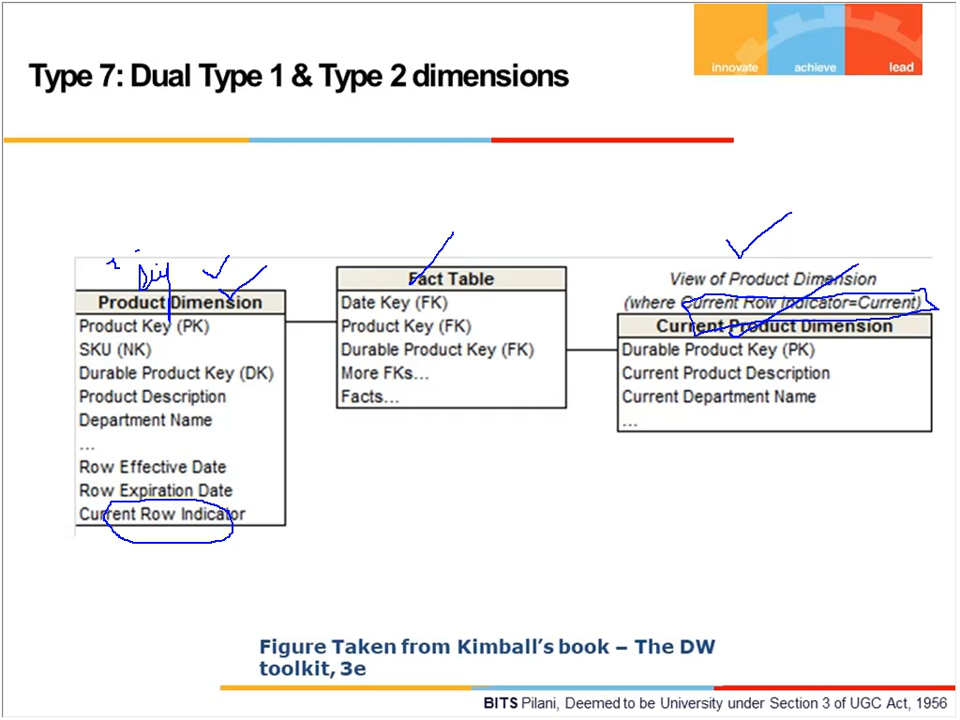 innovate achieve lead
Type 7: Dual Type 1 & Type 2 dimensions
Product Dimension
Product Key (PK)
SKU (NK)
Durable Product Key (DK)
Product Description
Department Name
...
Row Effective Date
Row Expiration Date
Current Row Indicator
Fact Table
Date Key (FK)
Product Key (FK)
Durable Product Key (FK)
More FKs...
Facts...
View of Product Dimension
(where Current Row Indicator=Current)
Current Product Dimension
Durable Product Key (PK)
Current Product Description
Current Department Name
...
Figure Taken from Kimball's book – The DW
toolkit, 3e
BITS Pilani, Deemed to be University under Section 3 of UGC Act, 1956